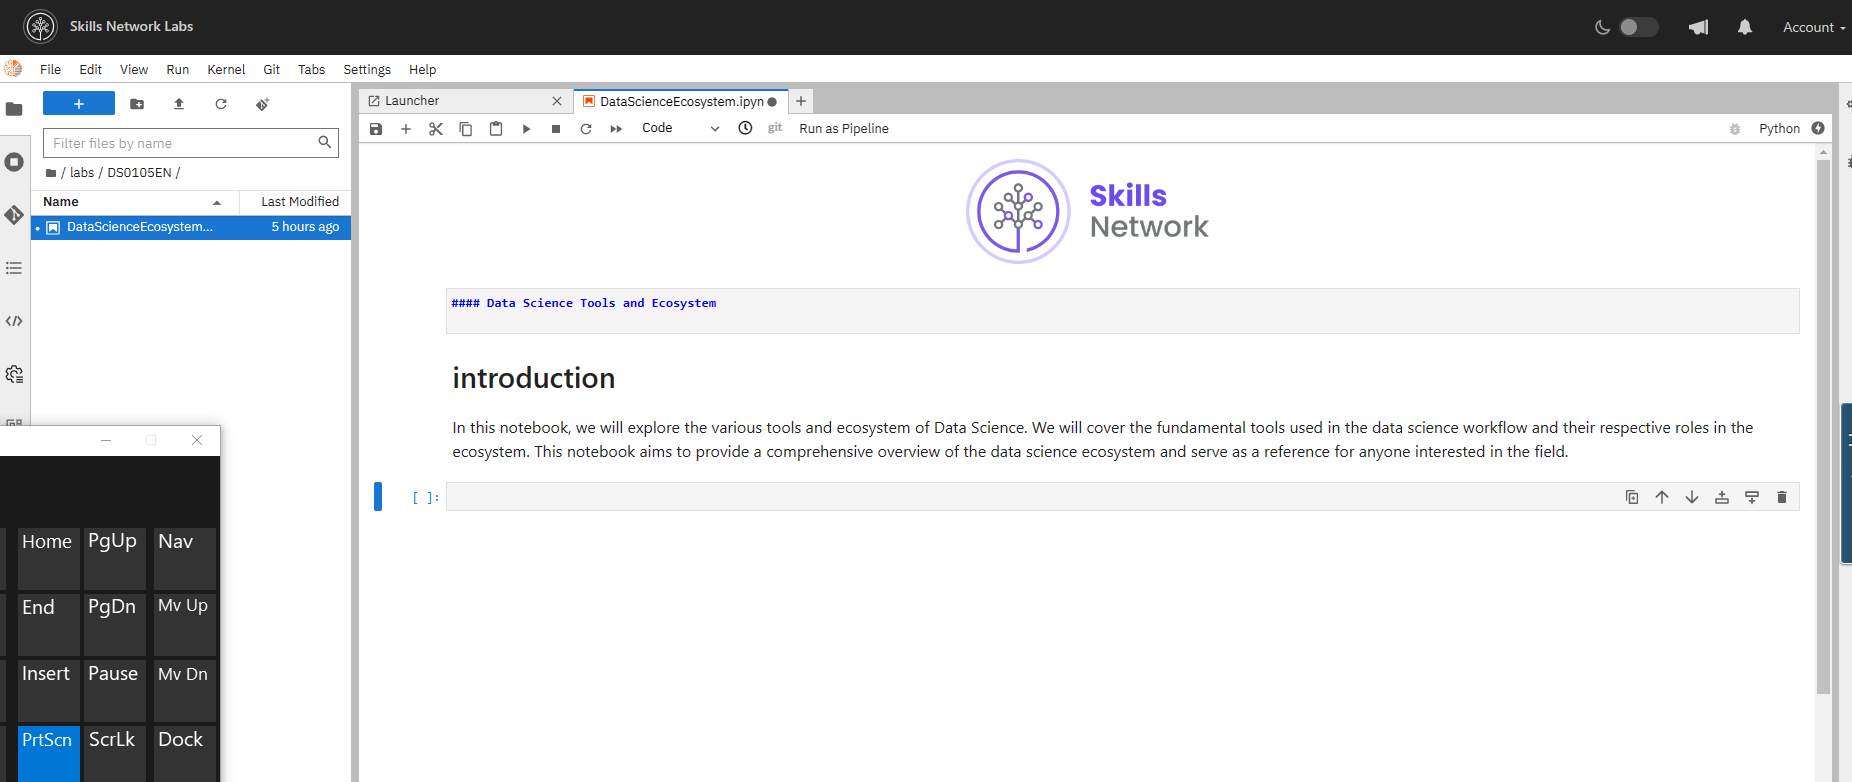 Skills Network Labs
Account
File Edit View Run Kernel Git Tabs Settings Help
Launcher
DataScienceEcosystem.ipyn
Filter files by name
Code
git
Run as Pipeline
Python
/ labs / DS0105EN /
Name
Last Modified
DataScienceEcosystem...
5 hours ago
Skills
Network
#### Data Science Tools and Ecosystem
introduction
In this notebook, we will explore the various tools and ecosystem of Data Science. We will cover the fundamental tools used in the data science workflow and their respective roles in the
ecosystem. This notebook aims to provide a comprehensive overview of the data science ecosystem and serve as a reference for anyone interested in the field.
[ ]:
Home PgUp Nav
End PgDn Mv Up
Insert Pause Mv Dn
PrtScn ScrLk Dock